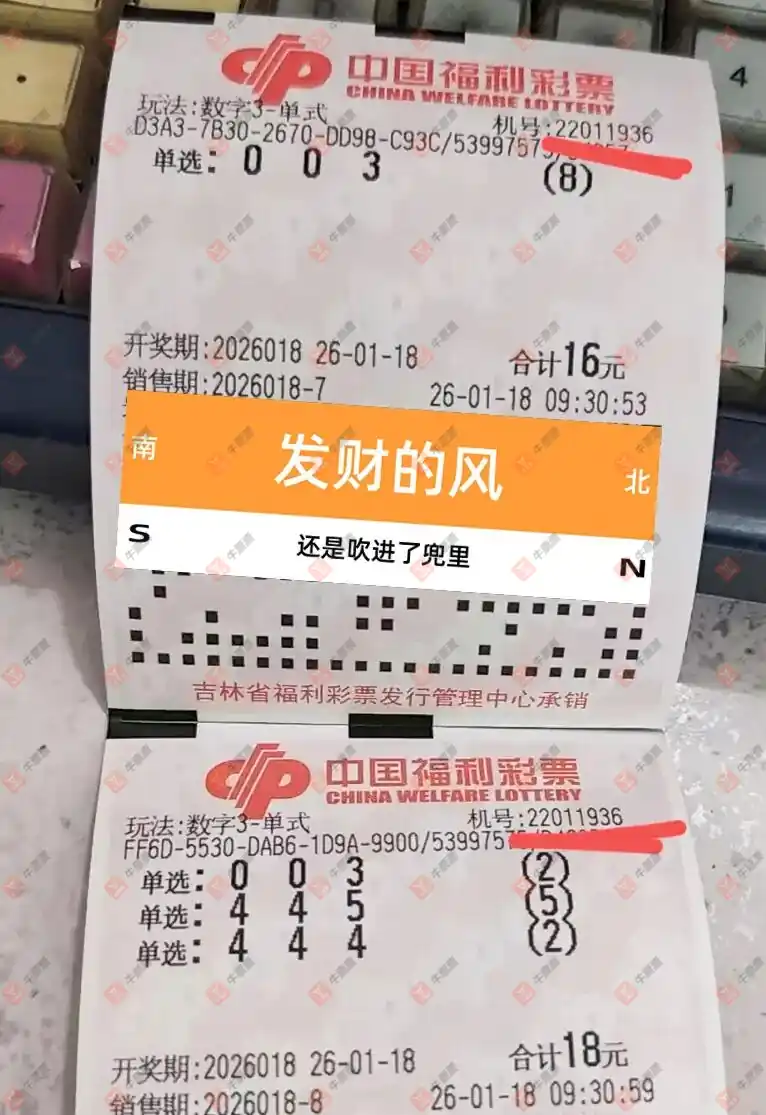 中国福利彩票
CHINA WELFARE LOTTERY
玩法:数字3-单式
机号:22011936
D3A3-7B30-2670-DD98-C93C/53997575/
单选: 0 0 3 (8)
开奖期:2026018 26-01-18 合计16元
销售期:2026018-7 26-01-18 09:30:53
南 发财的风 北
S 还是吹进了兜里 N
吉林省福利彩票发行管理中心承销
中国福利彩票
CHINA WELFARE LOTTERY
玩法:数字3-单式
机号:22011936
FF6D-5530-DAB6-1D9A-9900/53997575/
单选: 0 0 3 (2)
单选: 4 4 5 (5)
单选: 4 4 4 (2)
开奖期:2026018 26-01-18 合计18元
销售期:2026018-8 26-01-18 09:30:59